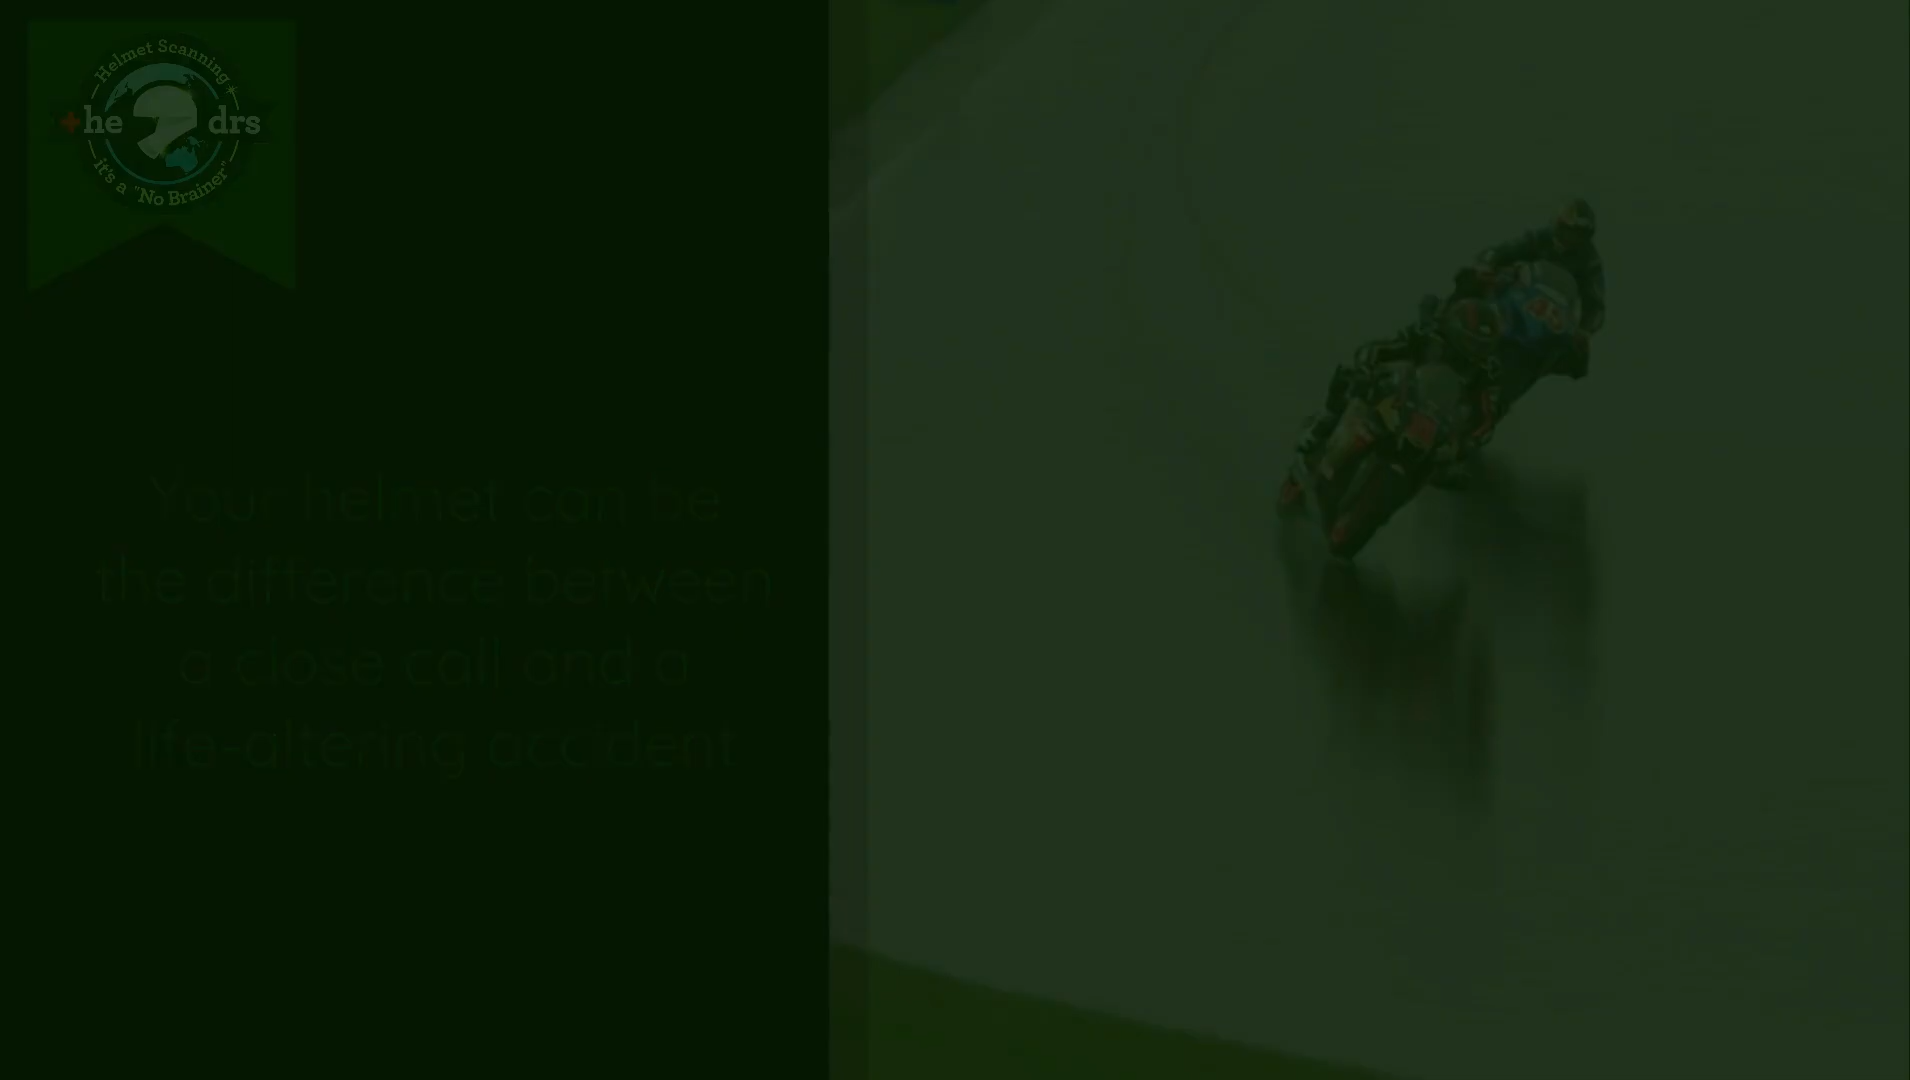 Helmet Scanning
he drs
it's a "No Brainer"
Your helmet can be
the difference between
a close call and a
life-altering accident